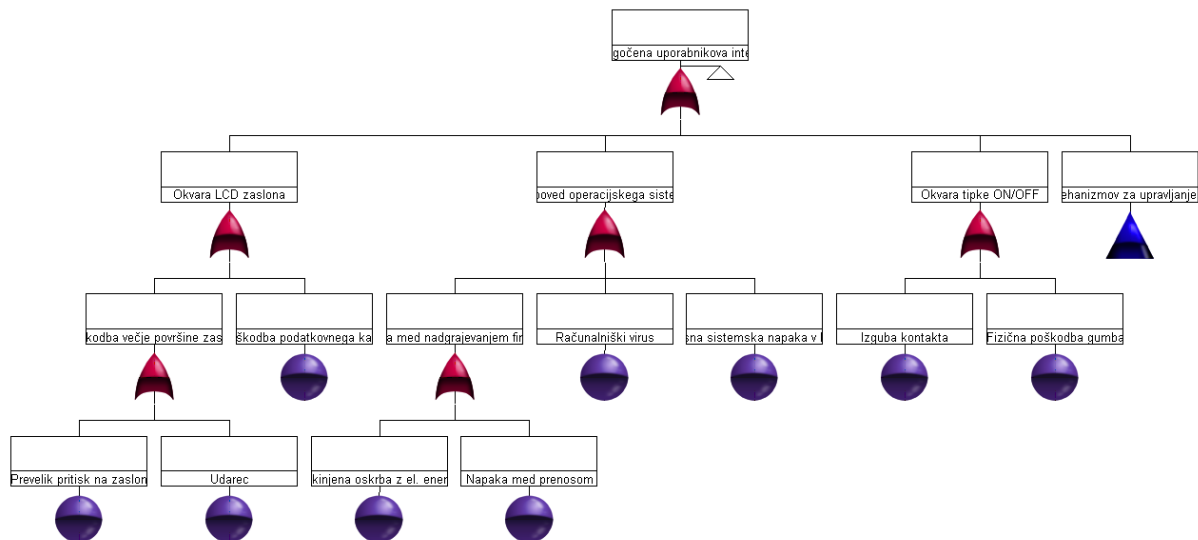 gočena uporabnikova inte
Okvara LCD zaslona
poved operacijskega siste
Okvara tipke ON/OFF
ehanizmov za upravljanje
kodba večje površine zas
škodba podatkovnega ka
a med nadgrajevanjem fir
Računalniški virus
sna sistemska napaka v
Izguba kontakta
Fizična poškodba gumba
Prevelik pritisk na zaslon
Udarec
kinjena oskrba z el. ener
Napaka med prenosom